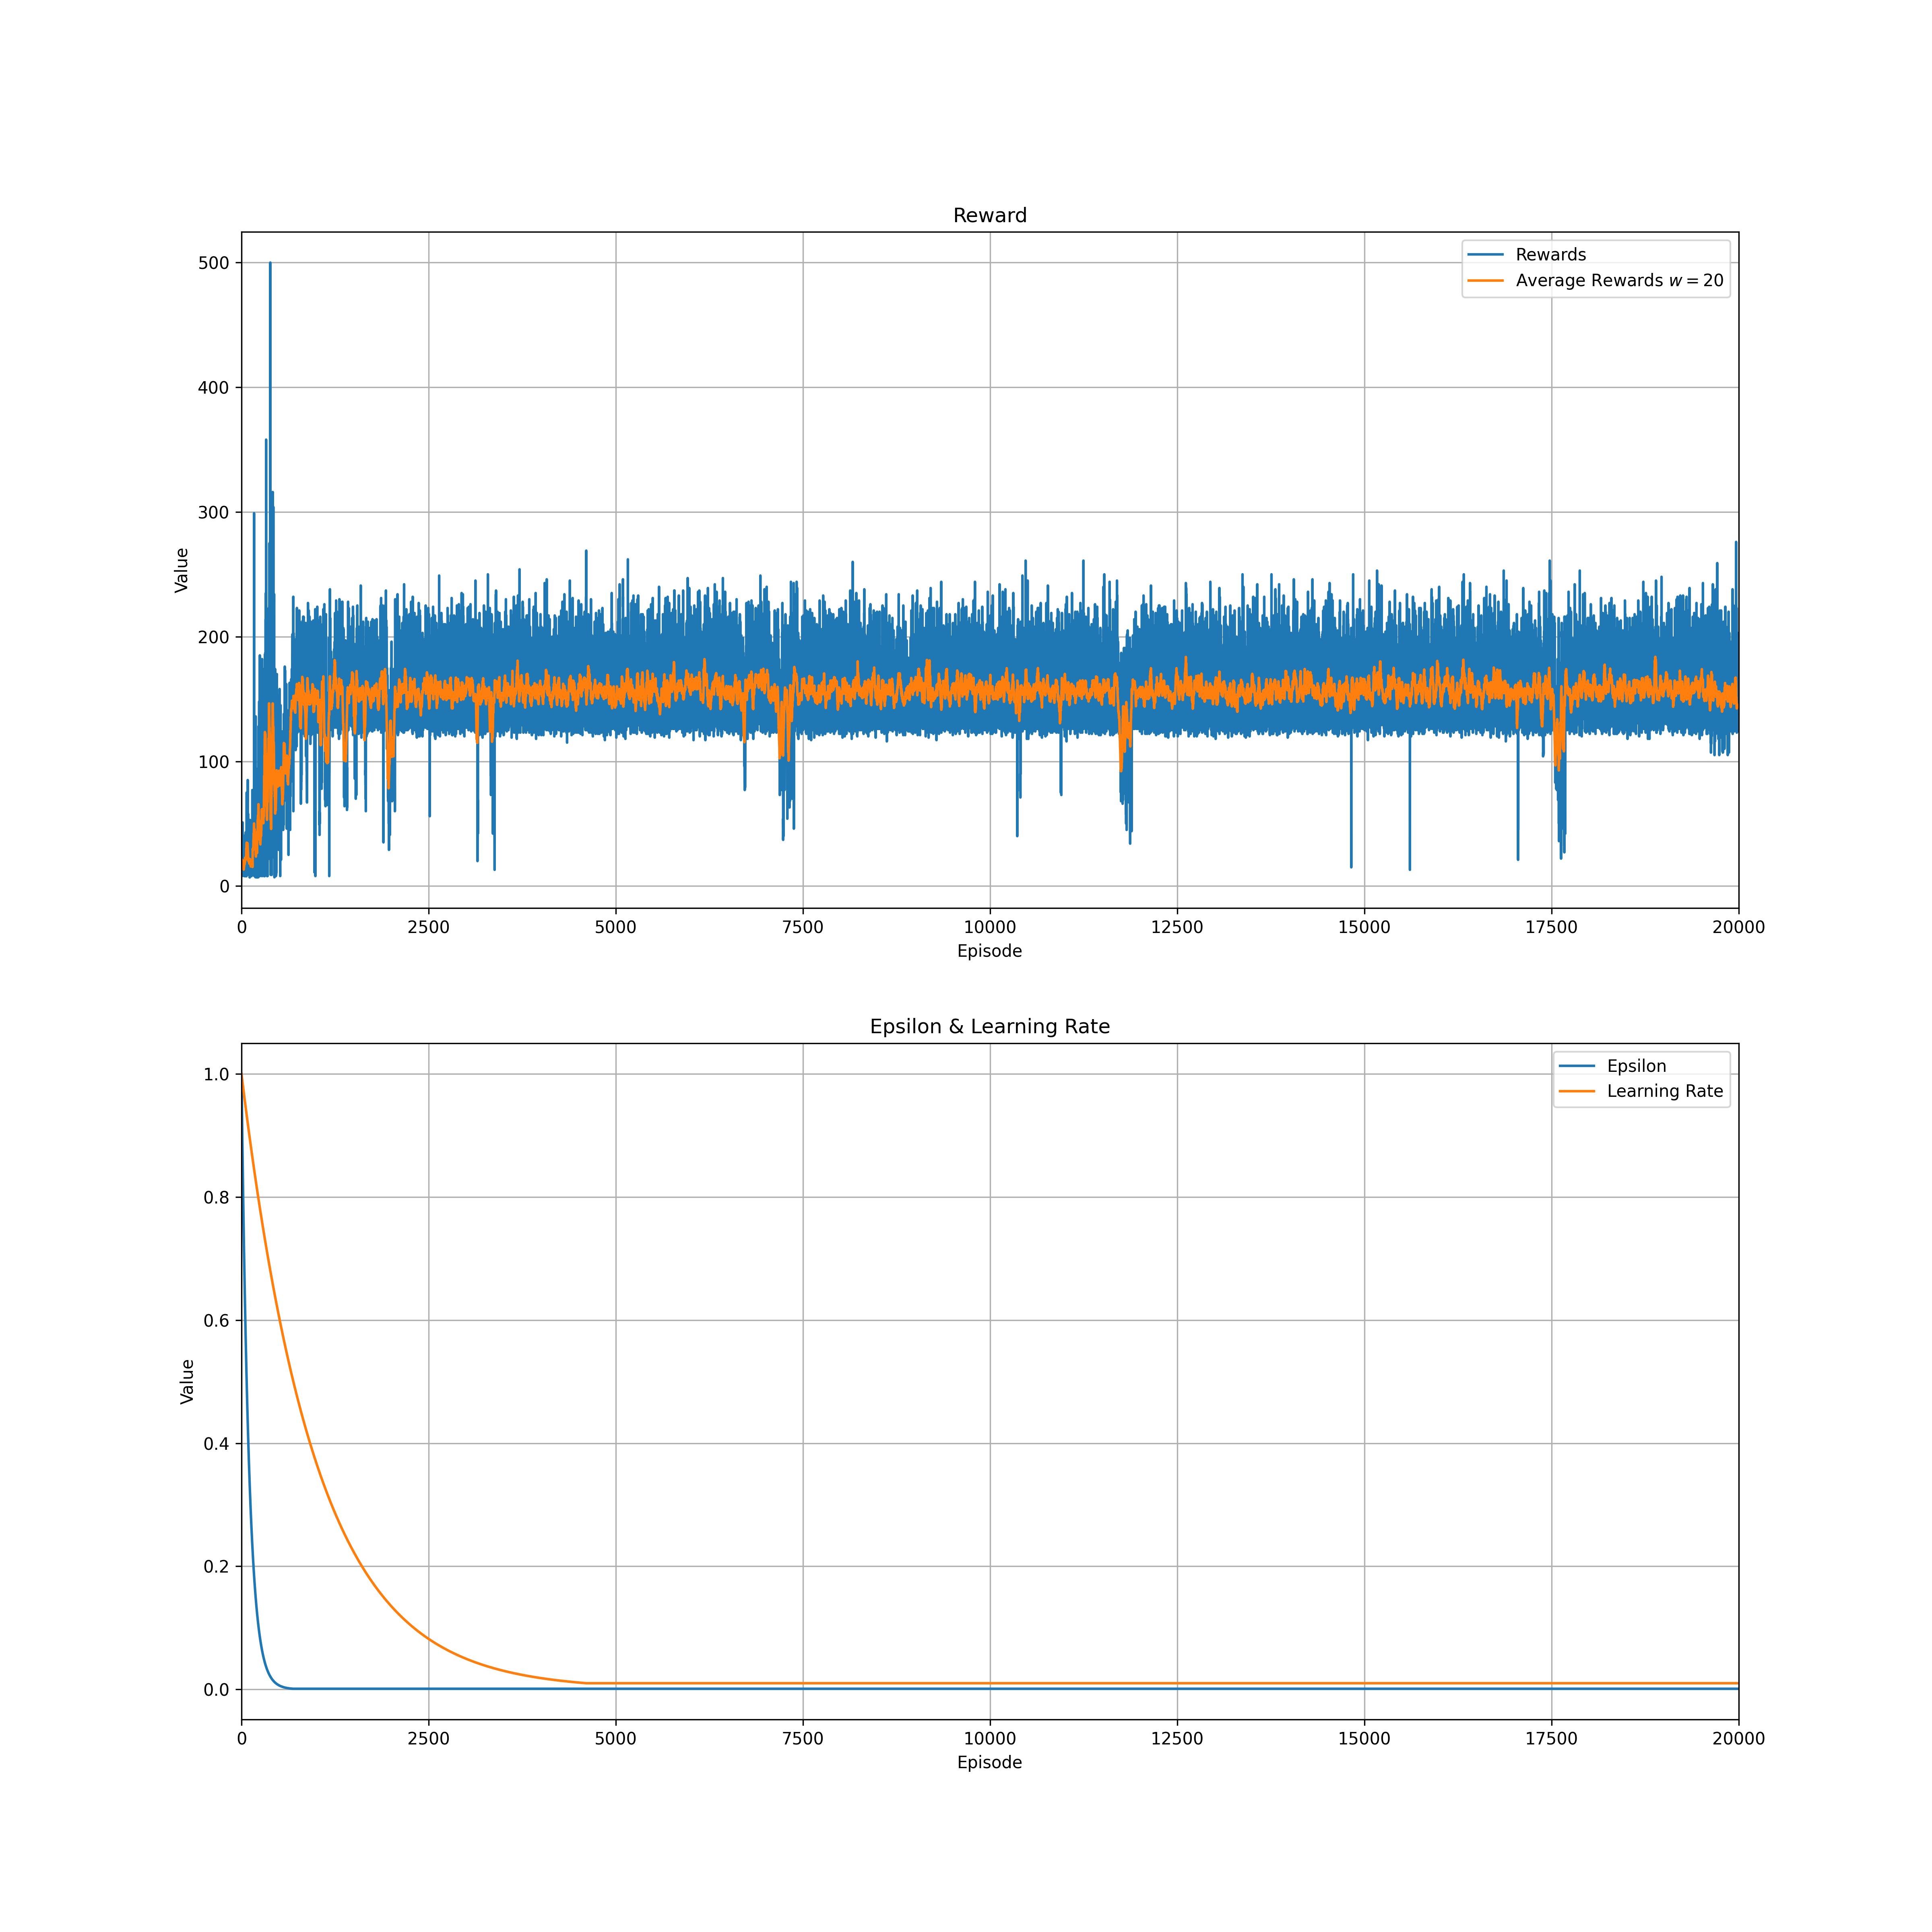 Reward
Rewards
Average Rewards w = 20
500
400
300
200
100
0
Value
0 2500 5000 7500 10000 12500 15000 17500 20000
Episode
Epsilon & Learning Rate
Epsilon
Learning Rate
1.0
0.8
0.6
0.4
0.2
0.0
Value
0 2500 5000 7500 10000 12500 15000 17500 20000
Episode